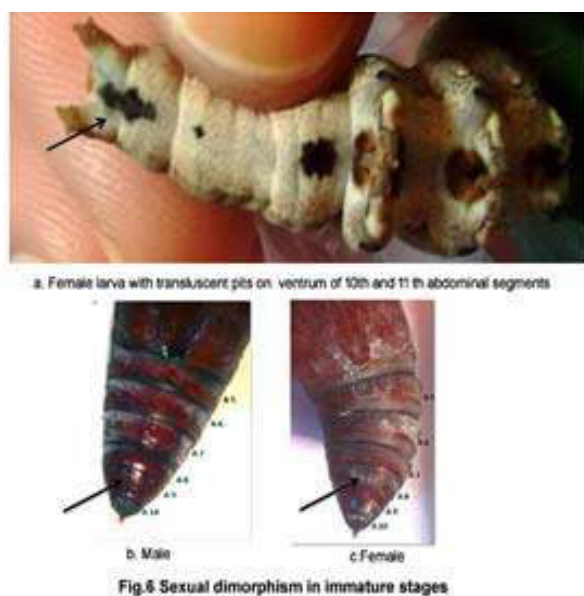 a. Female larva with transluscent pits on ventrum of 10th and 11 th abdominal segments
b. Male
c.Female
Fig.6 Sexual dimorphism in immature stages